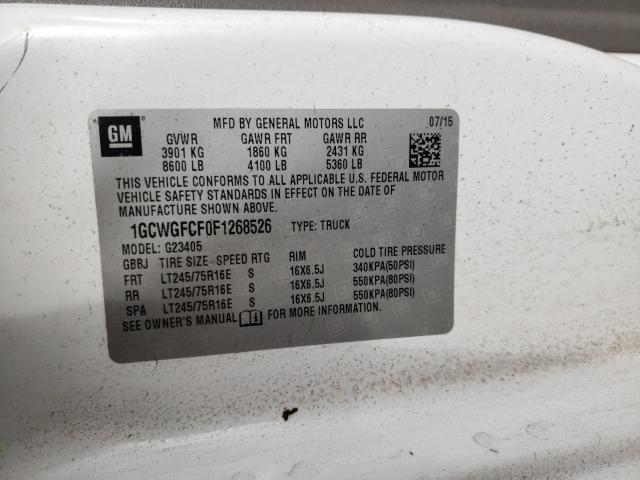 GM
MFD BY GENERAL MOTORS LLC 07/15
GVWR GAWR FRT GAWR RR
3901 KG 1860 KG 2431 KG
8600 LB 4100 LB 5360 LB
THIS VEHICLE CONFORMS TO ALL APPLICABLE U.S. FEDERAL MOTOR
VEHICLE SAFETY STANDARDS IN EFFECT ON THE DATE OF
MANUFACTURE SHOWN ABOVE.
1GCWGFCF0F1268526 TYPE: TRUCK
MODEL: G23405
GBBJ TIRE SIZE SPEED RTG RIM COLD TIRE PRESSURE
FRT LT245/75R16E S 16X6.5J 340KPA(50PSI)
RR LT245/75R16E S 16X6.5J 550KPA(80PSI)
SPA LT245/75R16E S 16X6.5J 550KPA(80PSI)
SEE OWNER'S MANUAL FOR MORE INFORMATION.